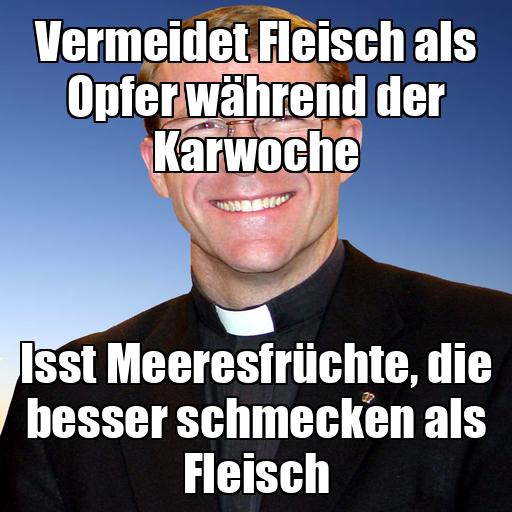 Vermeidet Fleisch als
Opfer während der
Karwoche
Isst Meeresfrüchte, die
besser schmecken als
Fleisch